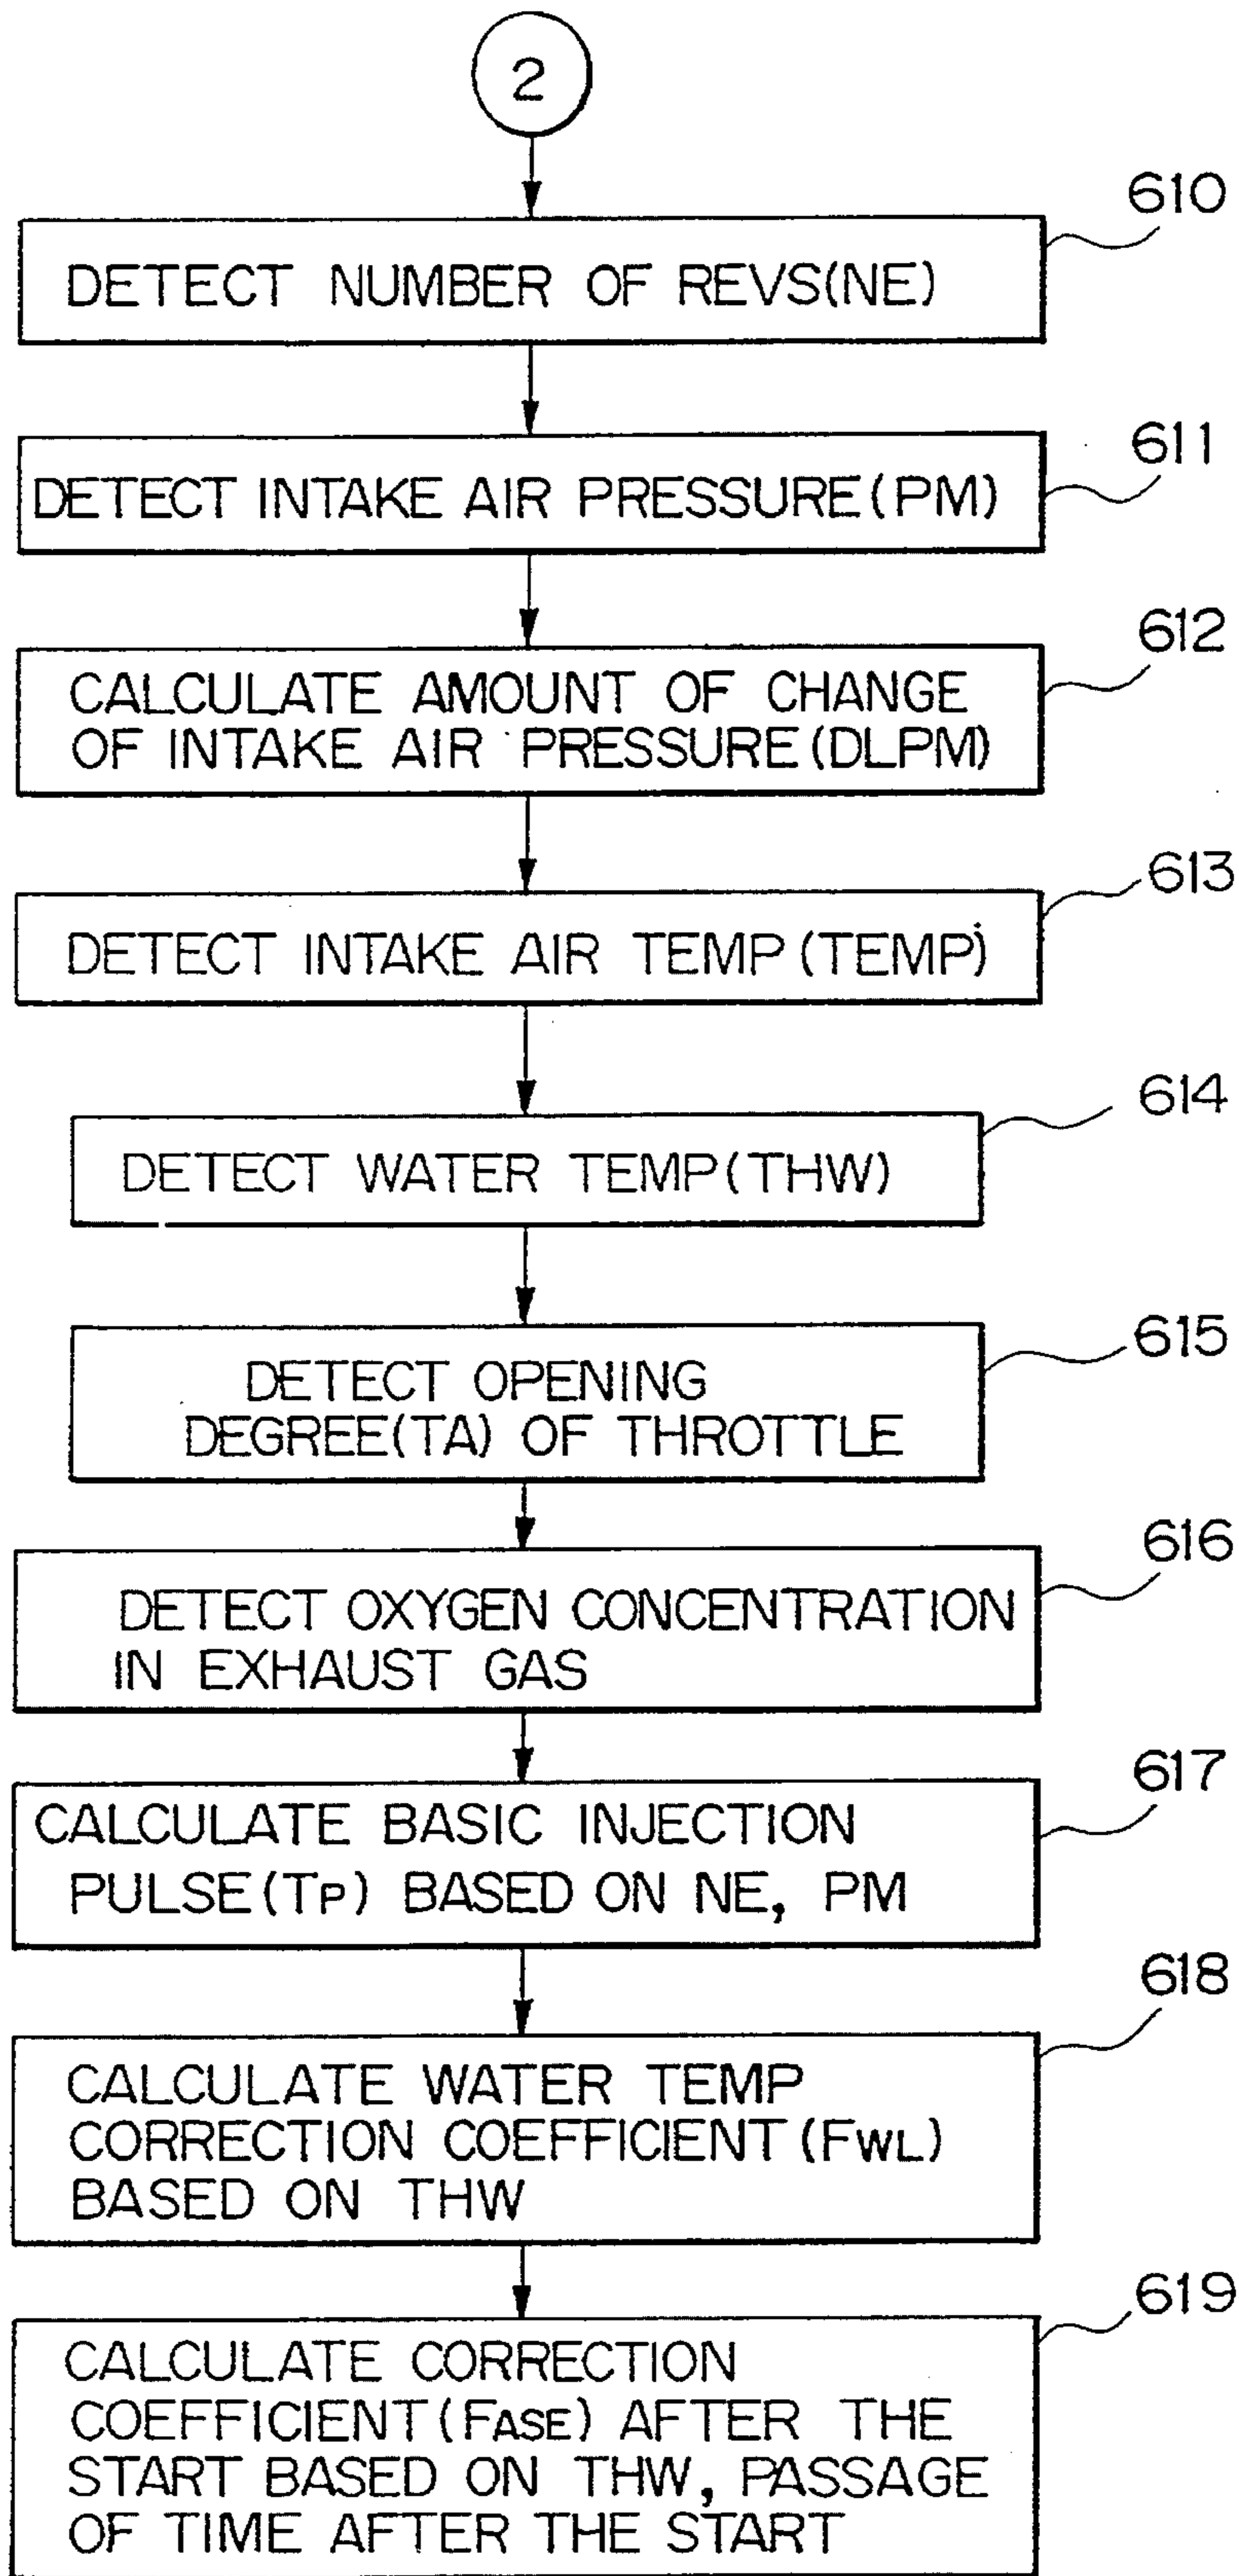 2
610
DETECT NUMBER OF REVS(NE)
611
DETECT INTAKE AIR PRESSURE(PM)
612
CALCULATE AMOUNT OF CHANGE
OF INTAKE AIR PRESSURE(DLPM)
613
DETECT INTAKE AIR TEMP(TEMP)
614
DETECT WATER TEMP(THW)
615
DETECT OPENING
DEGREE(TA) OF THROTTLE
616
DETECT OXYGEN CONCENTRATION
IN EXHAUST GAS
617
CALCULATE BASIC INJECTION
PULSE(TP) BASED ON NE, PM
618
CALCULATE WATER TEMP
CORRECTION COEFFICIENT(FWL)
BASED ON THW
619
CALCULATE CORRECTION
COEFFICIENT(FASE) AFTER THE
START BASED ON THW, PASSAGE
OF TIME AFTER THE START